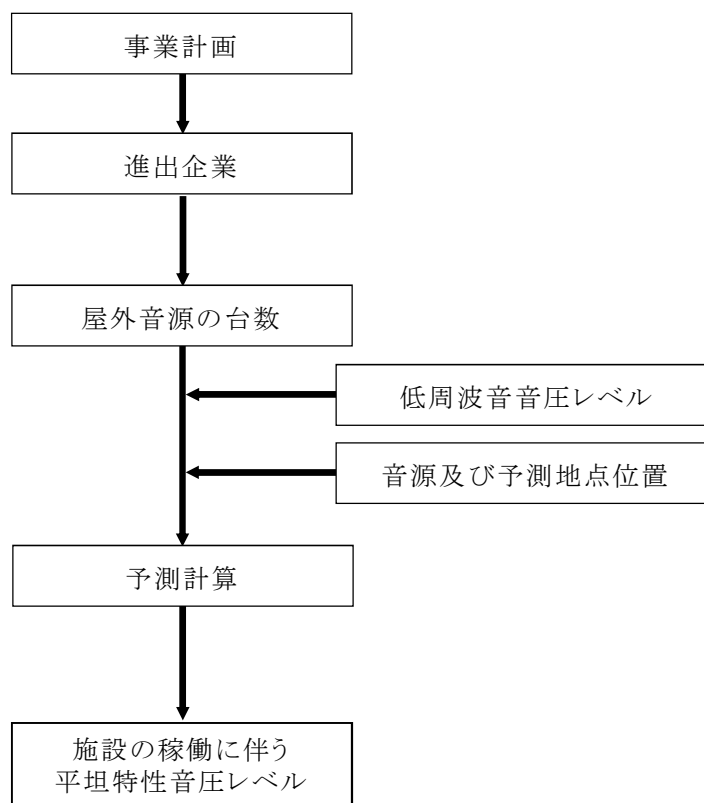 事業計画
進出企業
屋外音源の台数
低周波音音圧レベル
音源及び予測地点位置
予測計算
施設の稼働に伴う
平坦特性音圧レベル